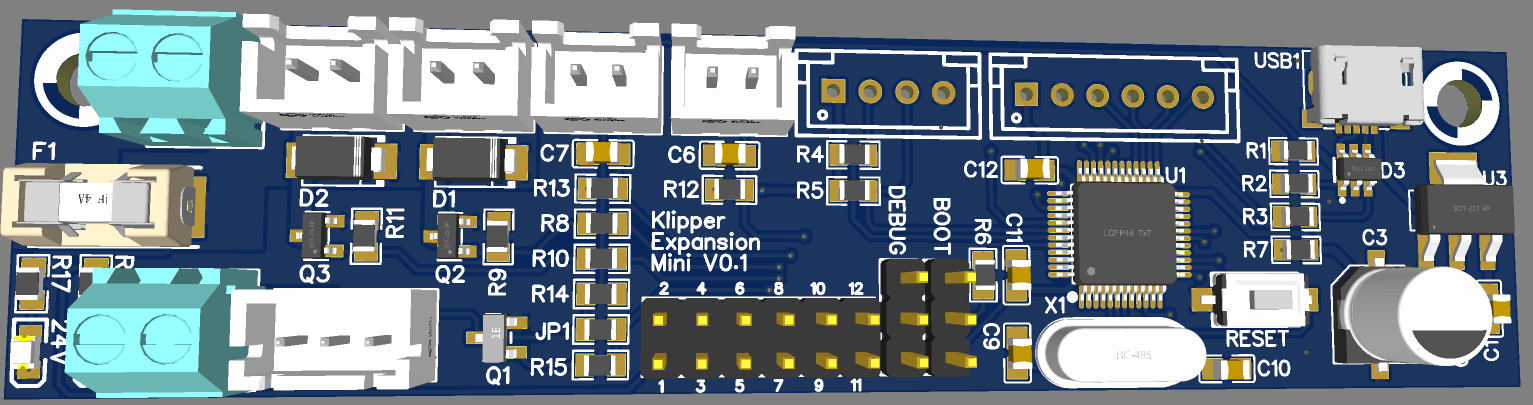 USB1
F1
C7
C6
R4
C12
R1
U1
D3
U3
R13
R12
R5
R2
D2
D1
R11
R8
DEBUG
BOOT
R3
Klipper
Expansion
Mini V0.1
R6
C11
LQFP48 7x7
SOT-223 4P
C3
R7
Q3
Q2
R9
R10
R17
R
2 4 6 8 10 12
R14
X1
24V
1E
JP1
C9
HC-49S
RESET
Q1
R15
C10
1 3 5 7 9 11